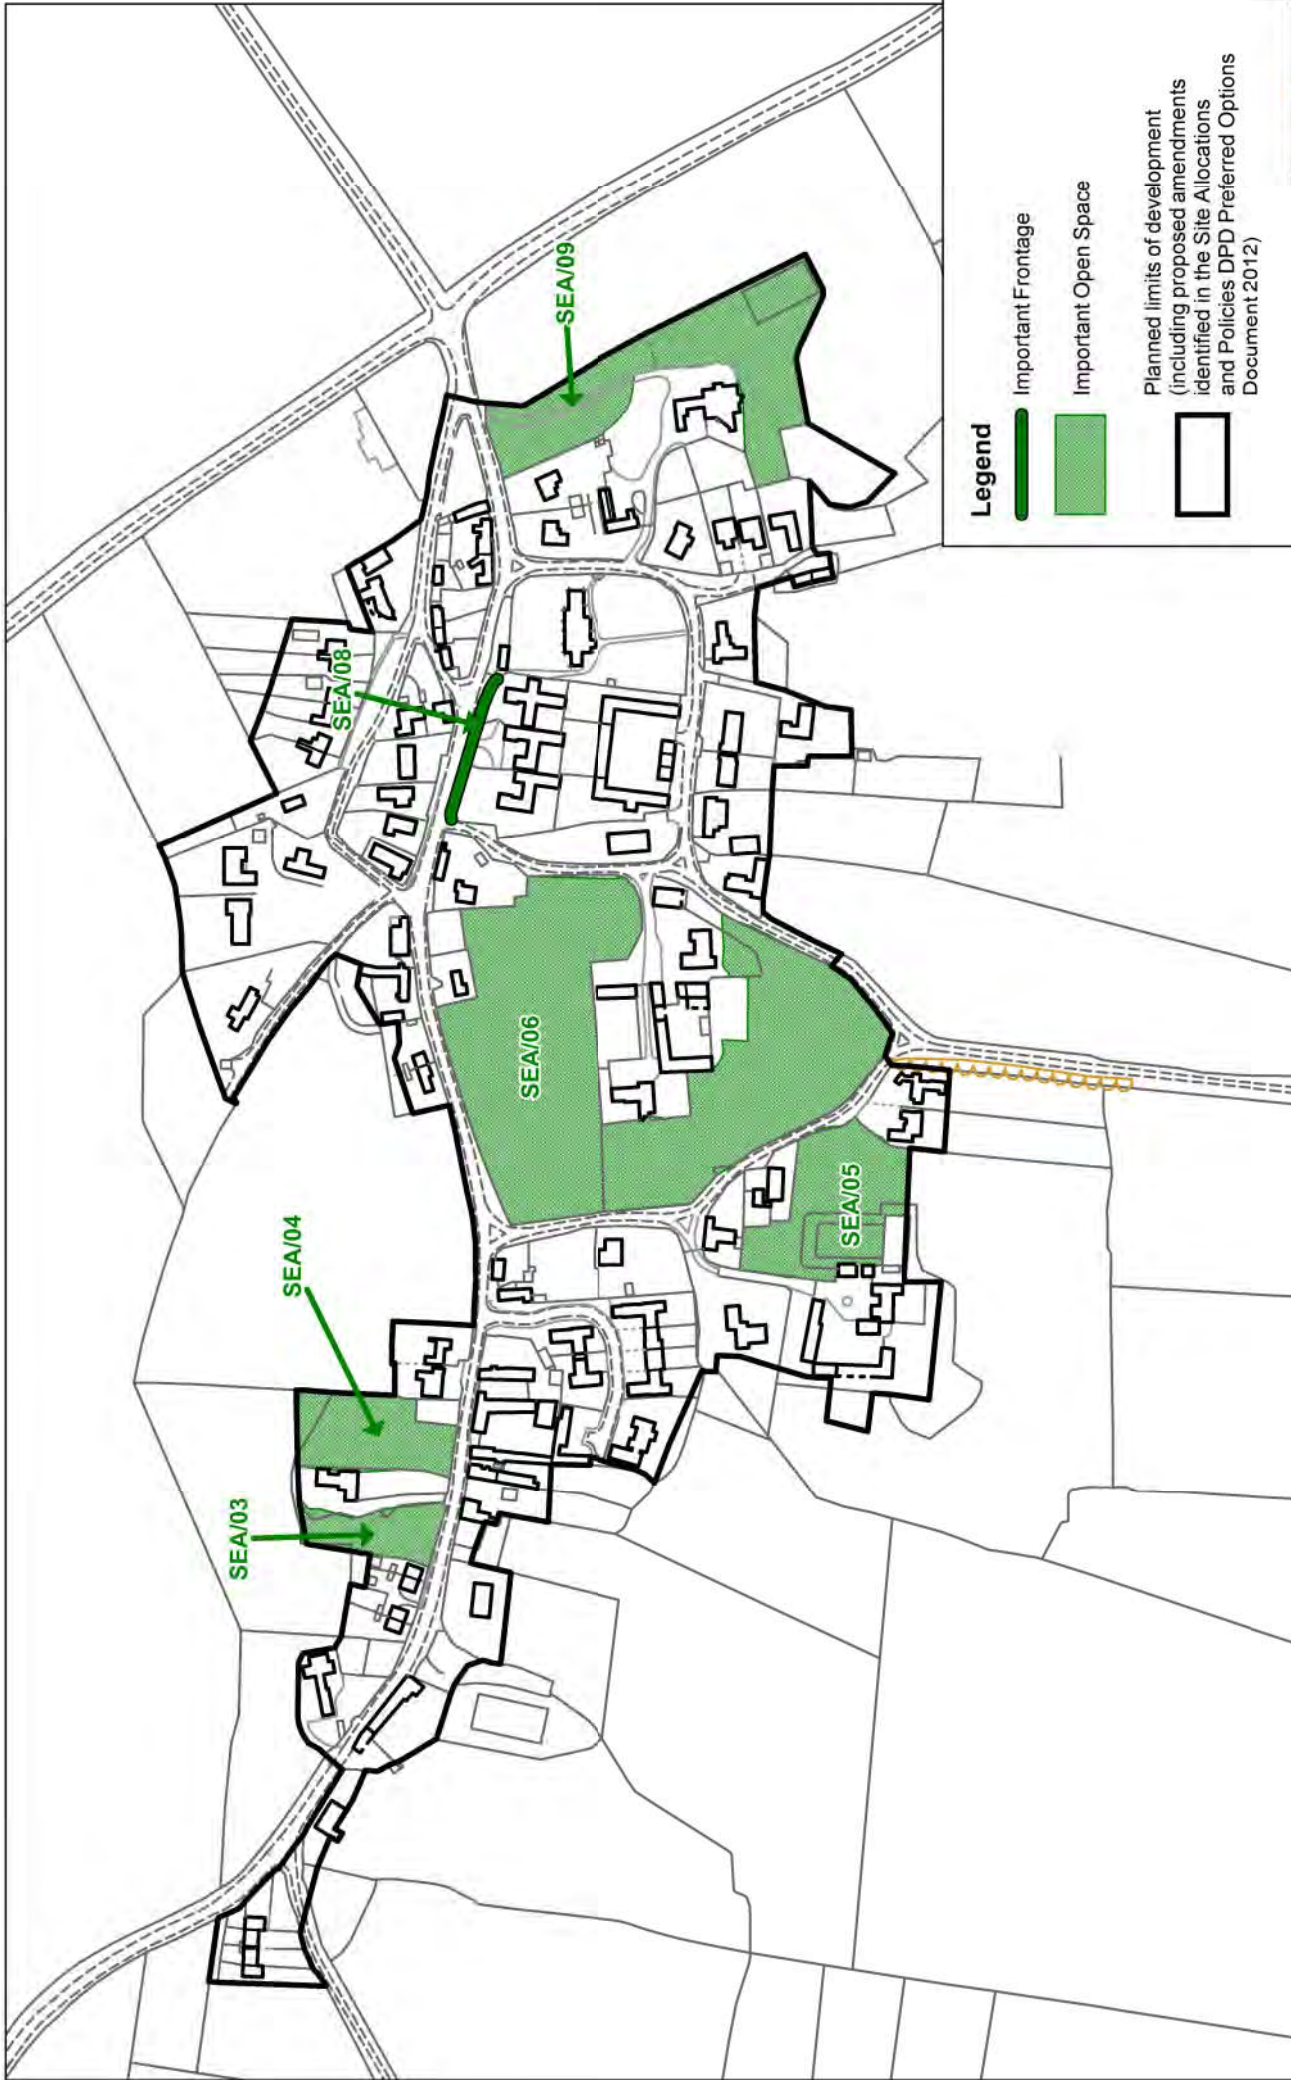 SEA/03
SEA/04
SEA/05
SEA/06
SEA/08
SEA/09
Legend
Important Frontage
Important Open Space
Planned limits of development
(including proposed amendments
identified in the Site Allocations
and Policies DPD Preferred Options
Document 2012)